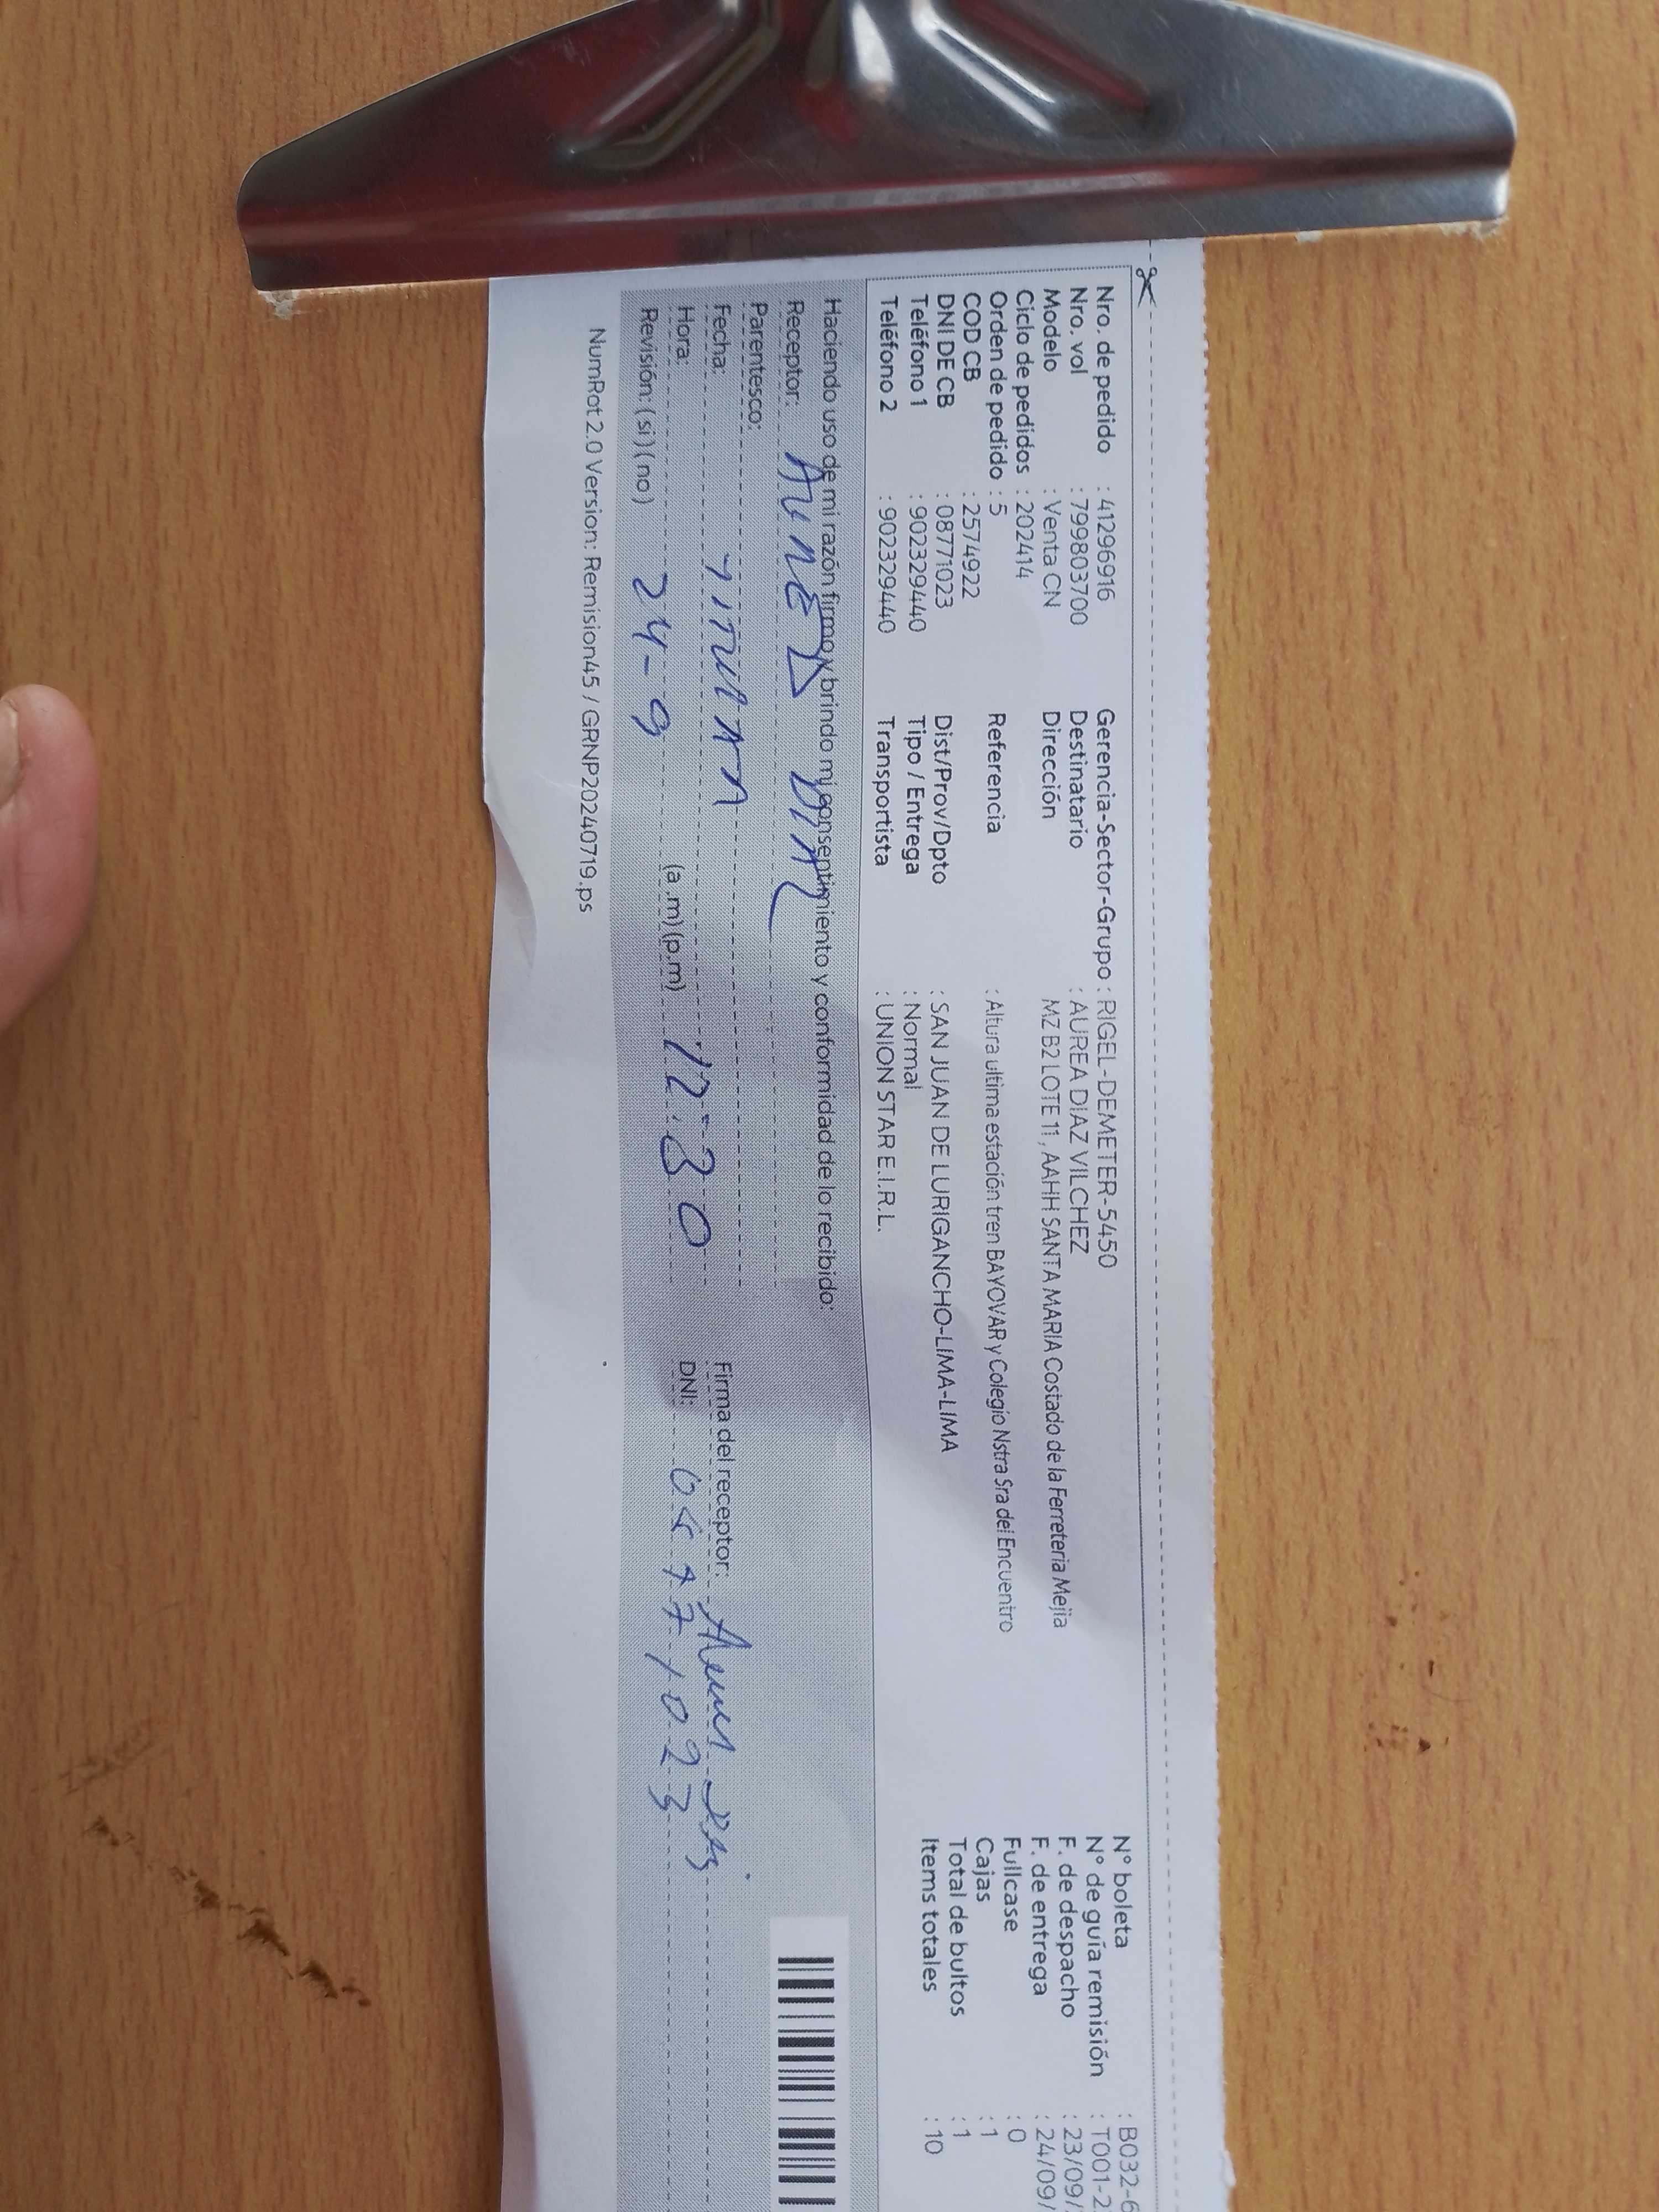 Nro. de pedido : 41296916
Nro. vol : 799803700
Modelo : Venta CN
Ciclo de pedidos : 202414
Orden de pedido : 5
COD CB : 2574922
DNI DE CB : 08771023
Teléfono 1 : 902329440
Teléfono 2 : 902329440
Gerencia-Sector-Grupo : RIGEL-DEMETER-5450
Destinatario : AUREA DIAZ VILCHEZ
Dirección MZ B2 LOTE 11 , AAHH SANTA MARIA Costado de la Ferreteria Mejia
Referencia : Altura ultima estación tren BAYOVAR y Colegio Nstra Sra del Encuentro
Dist/Prov/Dpto : SAN JUAN DE LURIGANCHO-LIMA-LIMA
Tipo / Entrega : Normal
Transportista : UNION STAR E.I.R.L.
N° boleta : B032-6
N° de guía remisión : T001-2
F. de despacho : 23/09/
F. de entrega : 24/09/
Fullcase : 0
Cajas : 1
Total de bultos : 1
Items totales : 10
Haciendo uso de mi razón firmo y brindo mi consentimiento y conformidad de lo recibido:
Receptor:
Parentesco:
Fecha:
Hora: (a.m)(p.m) 12:30
Revisión: (si) (no) 24-9
Firma del receptor:
DNI: 08771023
NumRot 2.0 Version: Remision45 / GRNP20240719.ps